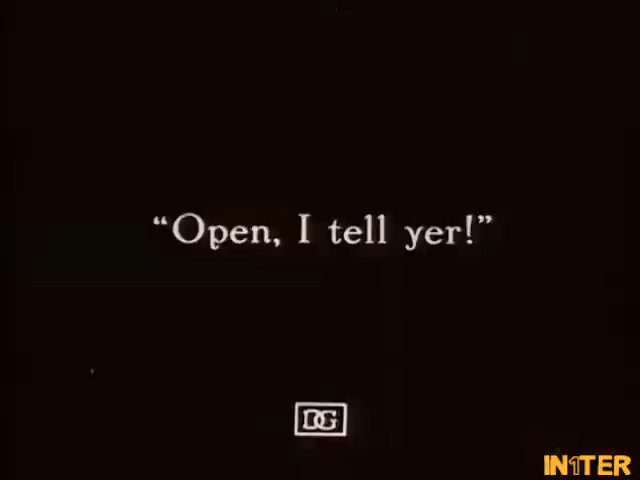 “Open, I tell yer!”
DG
IN1TER